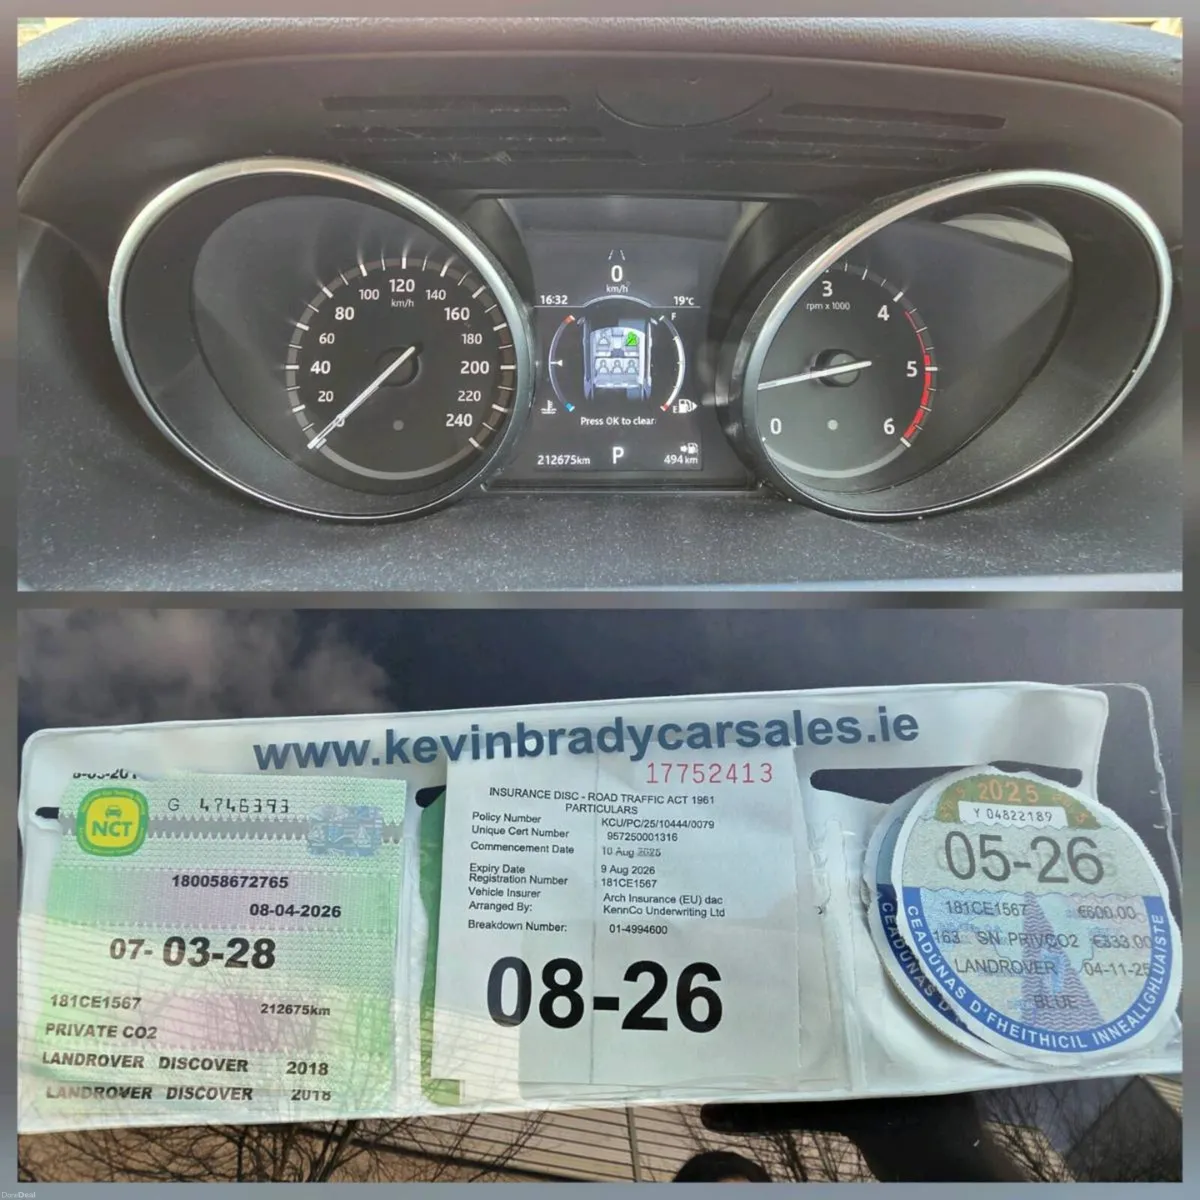 120
100
140
km/h
80
160
60
180
40
200
20
220
0
240
0
km/h
16:32
19°C
F
E
Press OK to clear
212675km
P
494 km
3
rpm x 1000
4
5
0
6
www.kevinbradycarsales.ie
G 4746393
NCT
180058672765
08-04-2026
07-03-28
181CE1567
212675km
PRIVATE CO2
LANDROVER DISCOVER 2018
LANDROVER DISCOVER 2018
17752413
INSURANCE DISC - ROAD TRAFFIC ACT 1961
PARTICULARS
Policy Number KCU/PC/25/10444/0079
Unique Cert Number 957250001316
Commencement Date 10 Aug 2025
Expiry Date 9 Aug 2026
Registration Number 181CE1567
Vehicle Insurer Arch Insurance (EU) dac
Arranged By: KennCo Underwriting Ltd
Breakdown Number: 01-4994600
08-26
2025
Y 04822189
05-26
181CE1567 €600.00
163 SN PRIVCO2 €333.00
LANDROVER 04-11-25
BLUE
CEADÚNAS D'FHEITHICIL INNEALLGHLUAISTE
CEADÚNAS D
DoneDeal